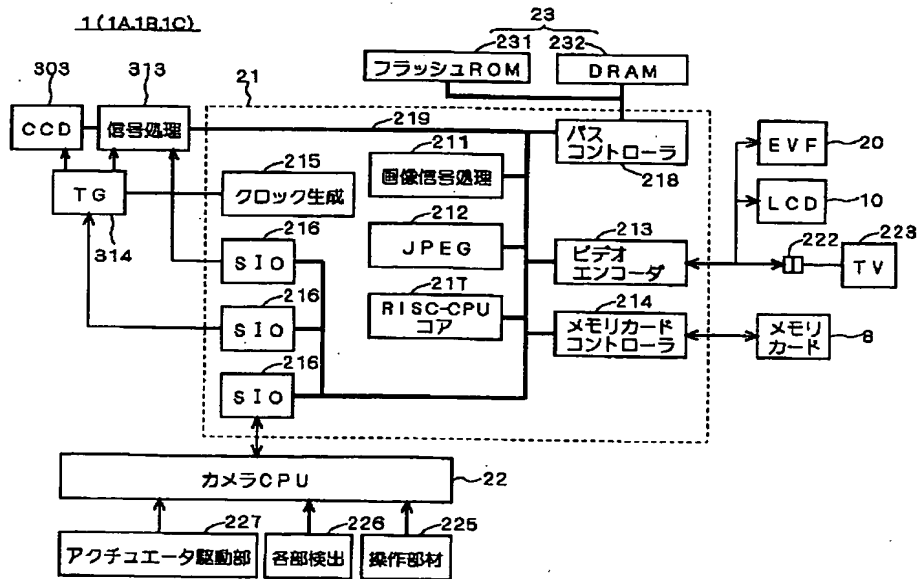 1(1A,1B,1C)
23
231
232
フラッシュROM
DRAM
303
313
21
CCD
信号処理
219
バス
コントローラ
218
EVF
20
211
画像信号処理
TG
314
215
クロック生成
LCD
10
212
JPEG
213
ビデオ
エンコーダ
222
223
TV
216
SIO
21T
RISC-CPU
コア
214
メモリカード
コントローラ
メモリ
カード
8
216
SIO
216
SIO
カメラCPU
22
227
アクチュエータ駆動部
226
各部検出
225
操作部材